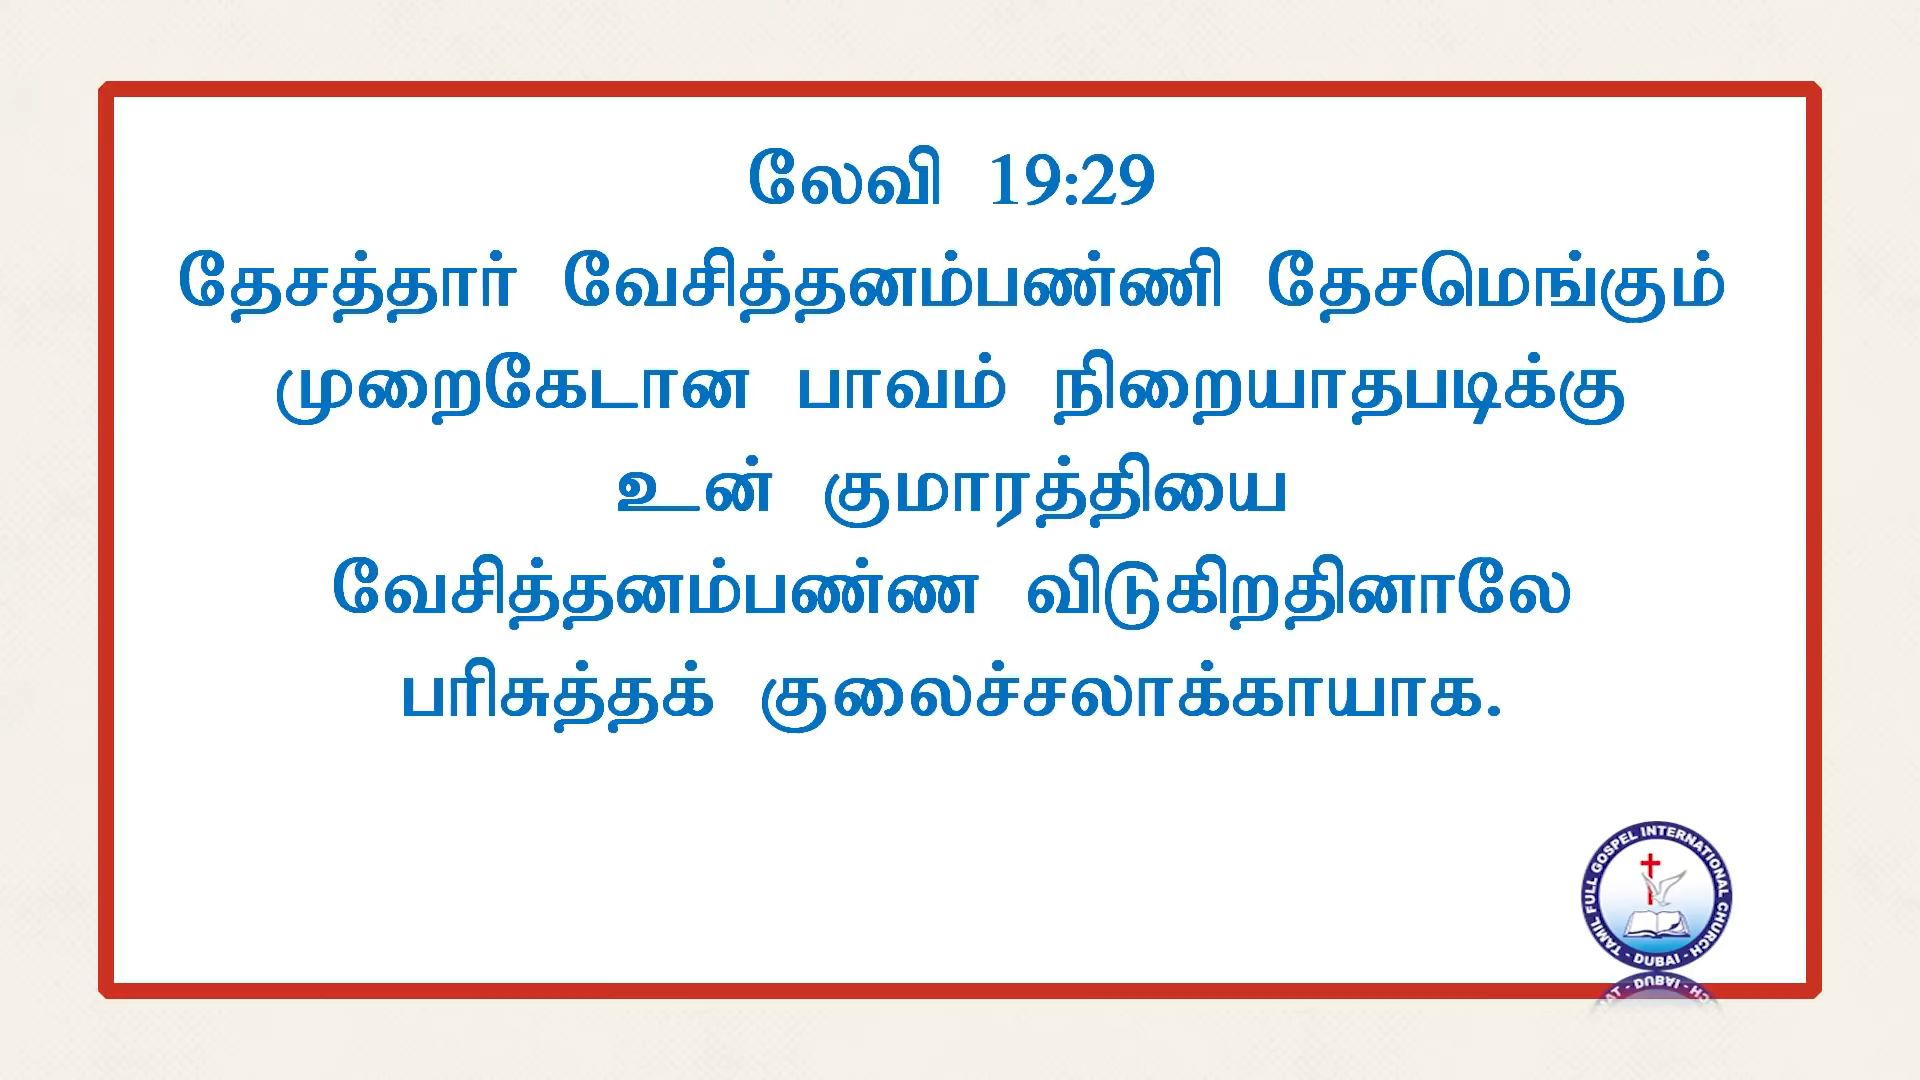 லேவி 19:29
தேசத்தார் வேசித்தனம்பண்ணி தேசமெங்கும்
முறைகேடான பாவம் நிறையாதபடிக்கு
உன் குமாரத்தியை
வேசித்தனம்பண்ண விடுகிறதினாலே
பரிசுத்தக் குலைச்சலாக்காயாக.
TAMIL FULL GOSPEL INTERNATIONAL CHURCH - DUBAI -